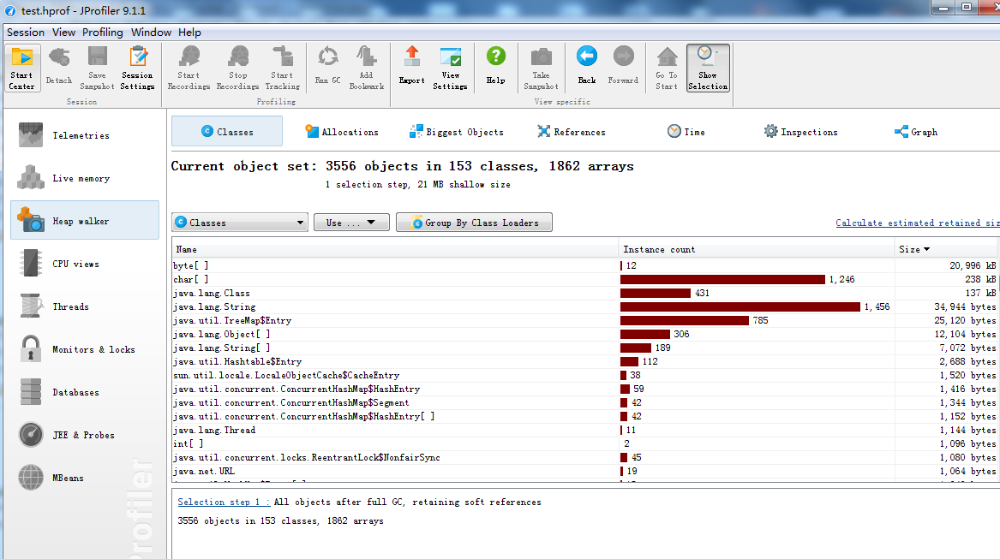 test.hprof - JProfiler 9.1.1
Session View Profiling Window Help
Start Center
Detach
Save Snapshot
Session Settings
Start Recordings
Stop Recordings
Start Tracking
Run GC
Add Bookmark
Export
View Settings
Help
Take Snapshot
Back
Forward
Go To Start
Show Selection
Session
Profiling
View specific
Telemetries
Live memory
Heap walker
CPU views
Threads
Monitors & locks
Databases
JEE & Probes
MBeans
Classes
Allocations
Biggest Objects
References
Time
Inspections
Graph
Current object set: 3556 objects in 153 classes, 1862 arrays
1 selection step, 21 MB shallow size
Classes
Use ...
Group By Class Loaders
Calculate estimated retained siz
Name Instance count Size
byte[ ] 12 20,996 kB
char[ ] 1,246 238 kB
java.lang.Class 431 137 kB
java.lang.String 1,456 34,944 bytes
java.util.TreeMap$Entry 785 25,120 bytes
java.lang.Object[ ] 306 12,104 bytes
java.lang.String[ ] 189 7,072 bytes
java.util.Hashtable$Entry 112 2,688 bytes
sun.util.locale.LocaleObjectCache$CacheEntry 38 1,520 bytes
java.util.concurrent.ConcurrentHashMap$HashEntry 59 1,416 bytes
java.util.concurrent.ConcurrentHashMap$Segment 42 1,344 bytes
java.util.concurrent.ConcurrentHashMap$HashEntry[ ] 42 1,152 bytes
java.lang.Thread 11 1,144 bytes
int[ ] 2 1,096 bytes
java.util.concurrent.locks.ReentrantLock$NonfairSync 45 1,080 bytes
java.net.URL 19 1,064 bytes
Selection step 1 : All objects after full GC, retaining soft references
3556 objects in 153 classes, 1862 arrays
Profiler